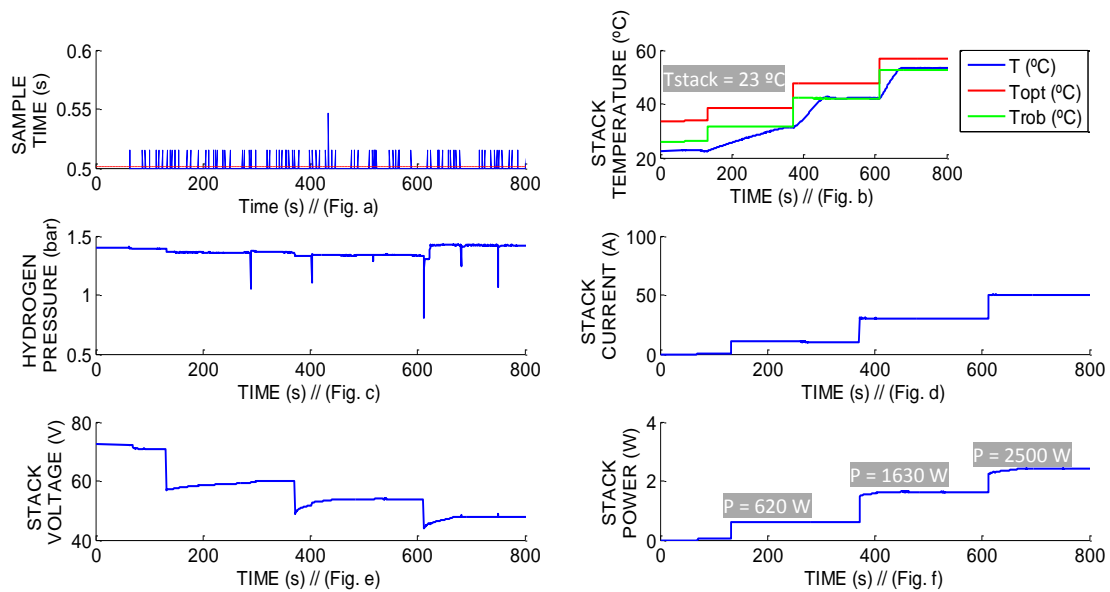 0.6
0.55
0.5
0
200
400
600
800
SAMPLE
TIME (s)
Time (s) // (Fig. a)
60
40
20
0
200
400
600
800
STACK
TEMPERATURE (ºC)
Tstack = 23 ºC
TIME (s) // (Fig. b)
T (ºC)
Topt (ºC)
Trob (ºC)
1.5
1
0.5
0
200
400
600
800
HYDROGEN
PRESSURE (bar)
TIME (s) // (Fig. c)
100
50
0
0
200
400
600
800
STACK
CURRENT (A)
TIME (s) // (Fig. d)
80
60
40
0
200
400
600
800
STACK
VOLTAGE (V)
TIME (s) // (Fig. e)
4
2
0
0
200
400
600
800
STACK
POWER (W)
P = 620 W
P = 1630 W
P = 2500 W
TIME (s) // (Fig. f)